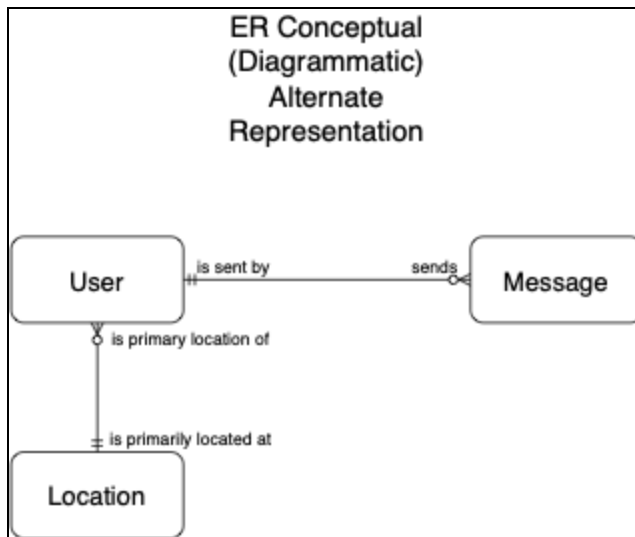 ER Conceptual
(Diagrammatic)
Alternate
Representation
is sent by
sends
User
Message
is primary location of
is primarily located at
Location